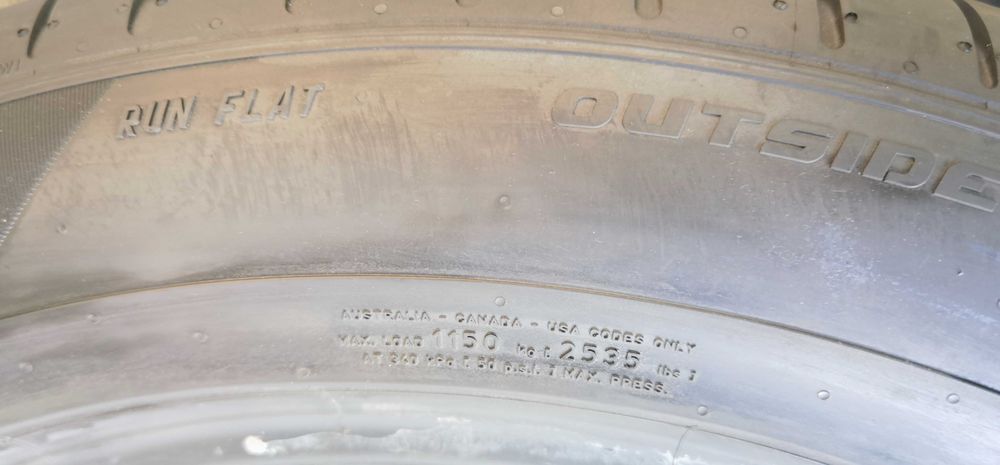 RUN FLAT
OUTSIDE
AUSTRALIA - CANADA - USA CODES ONLY
MAX. LOAD 1150 kg [ 2535 lbs ]
AT 340 kPa [ 50 p.s.i. ] MAX. PRESS.